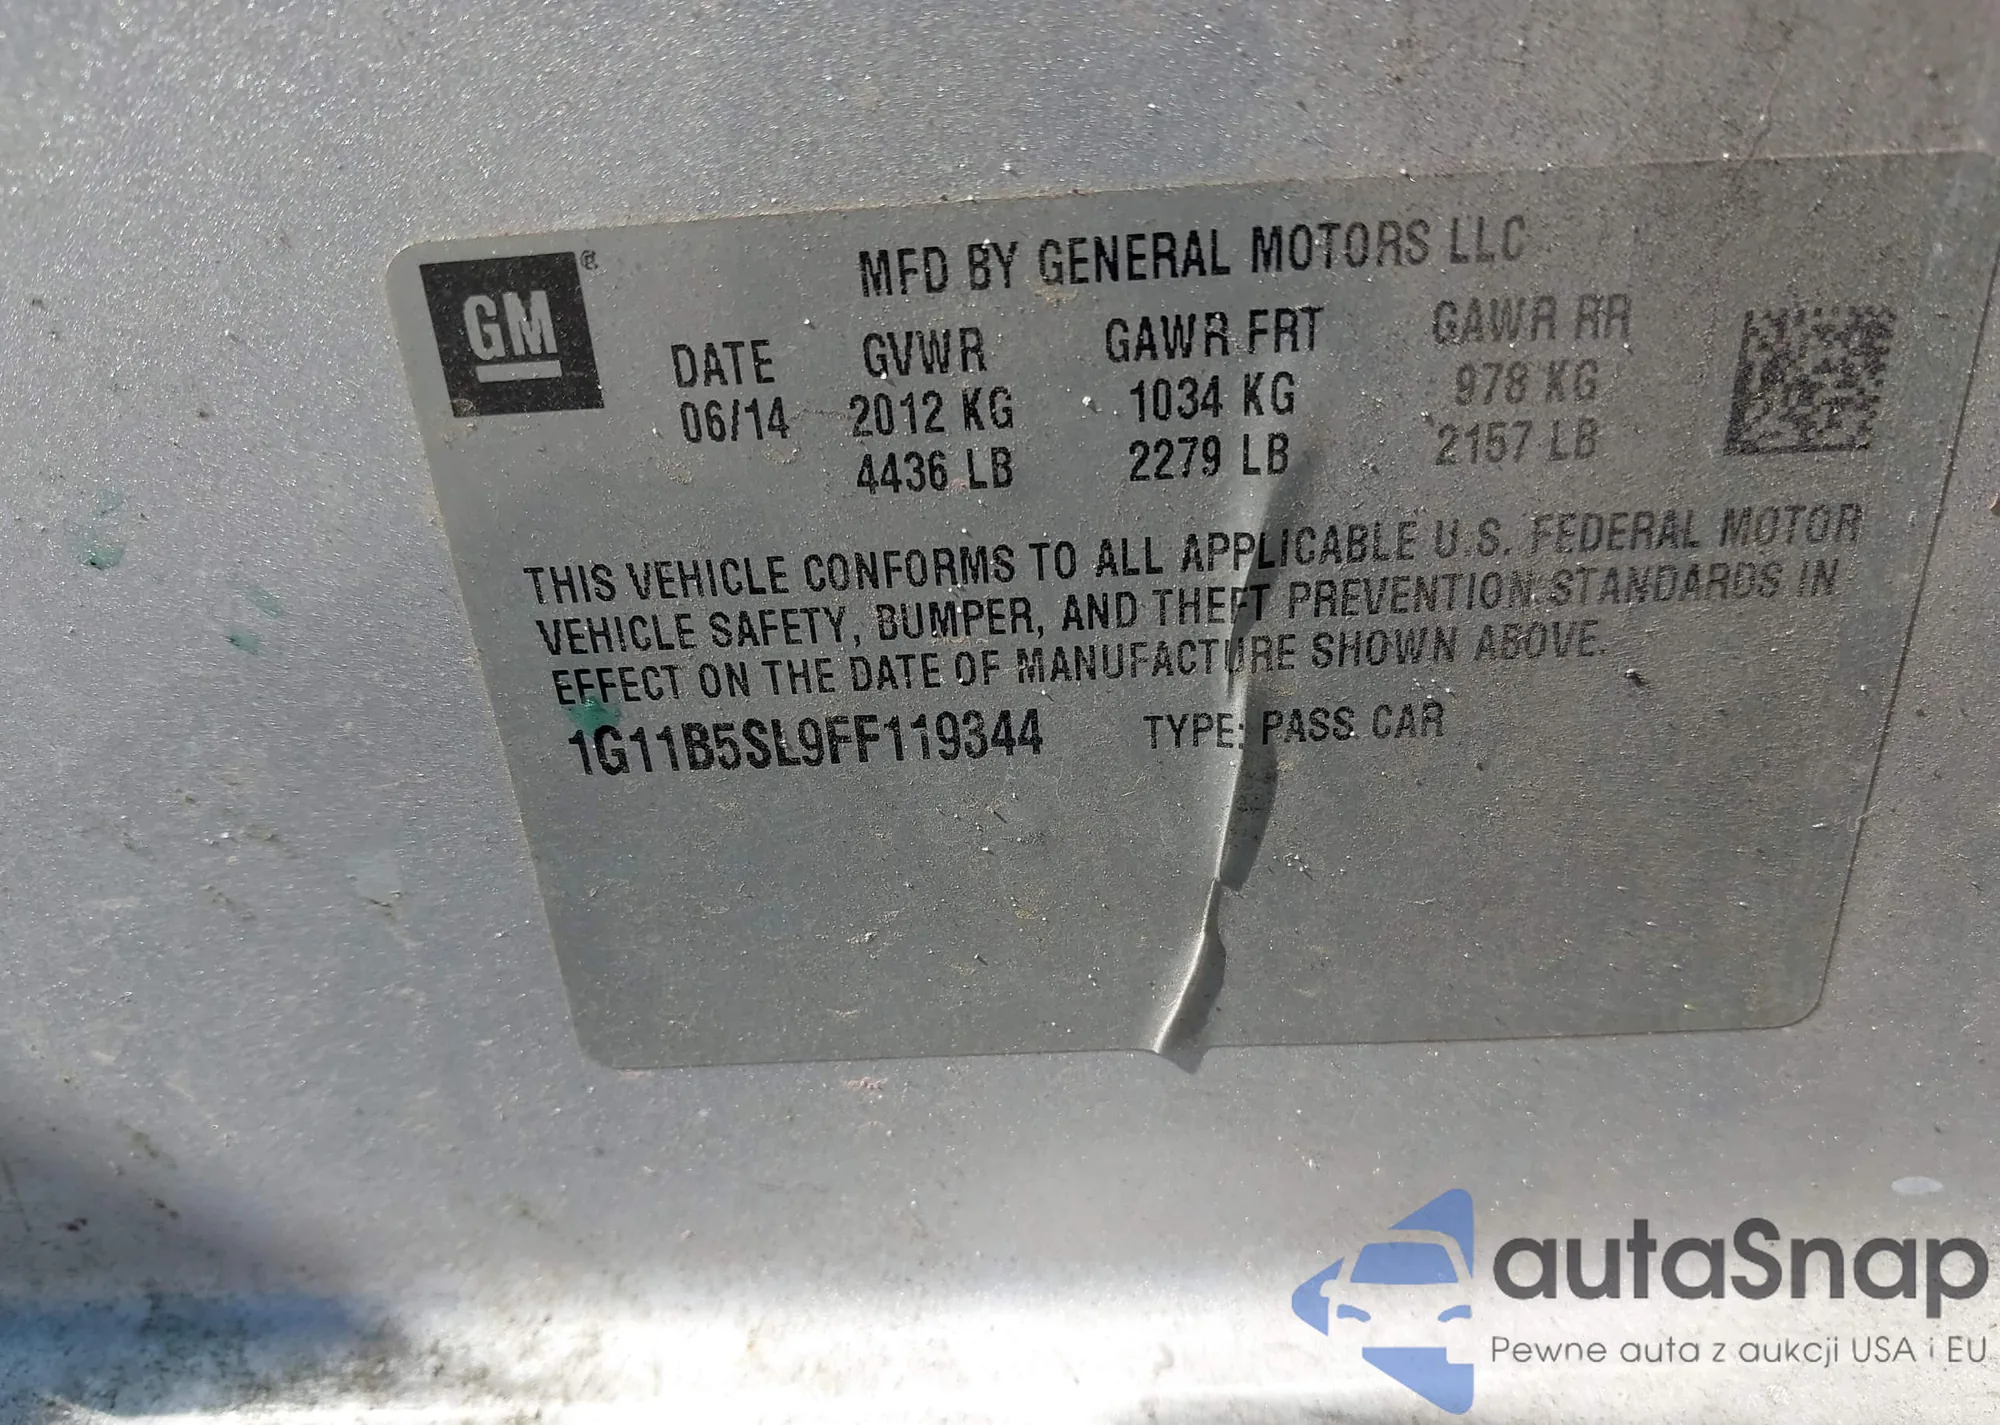 GM ®
MFD BY GENERAL MOTORS LLC
DATE GVWR GAWR FRT GAWR RR
06/14 2012 KG 1034 KG 978 KG
4436 LB 2279 LB 2157 LB
THIS VEHICLE CONFORMS TO ALL APPLICABLE U.S. FEDERAL MOTOR
VEHICLE SAFETY, BUMPER, AND THEFT PREVENTION STANDARDS IN
EFFECT ON THE DATE OF MANUFACTURE SHOWN ABOVE.
1G11B5SL9FF119344 TYPE: PASS CAR
autaSnap
Pewne auta z aukcji USA i EU